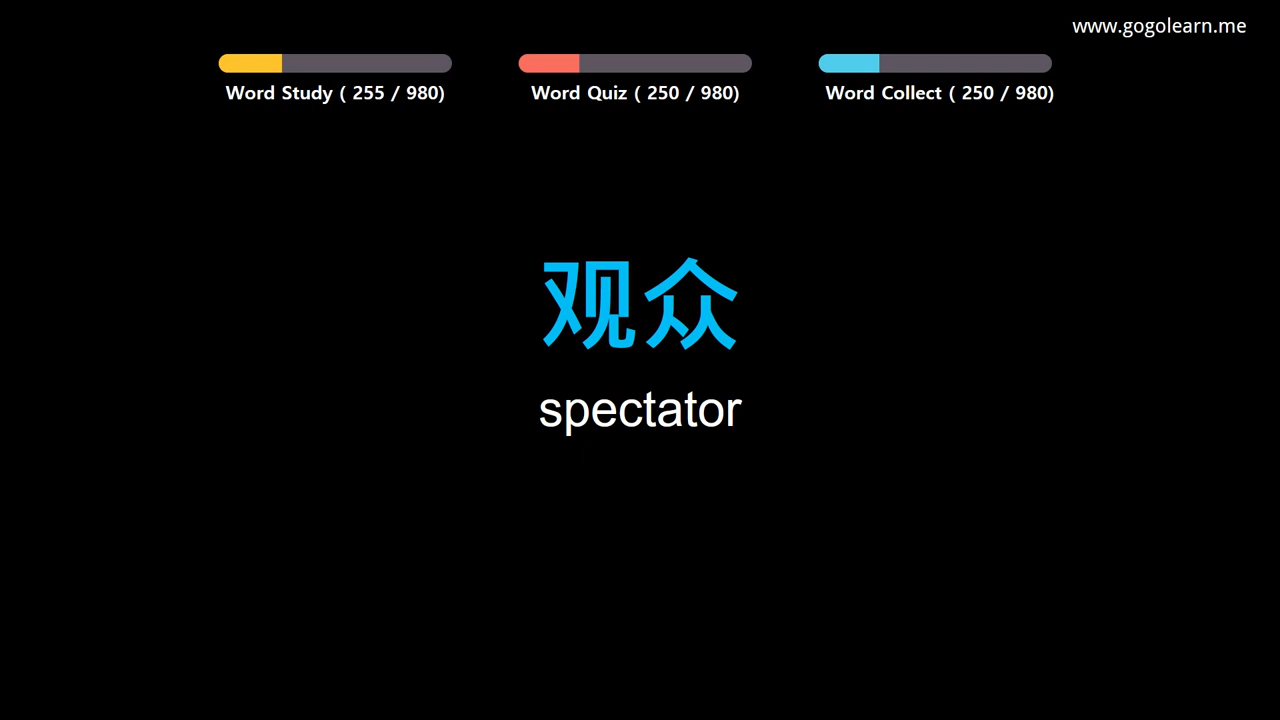 www.gogolearn.me
Word Study ( 255 / 980)
Word Quiz ( 250 / 980)
Word Collect ( 250 / 980)
观众
spectator